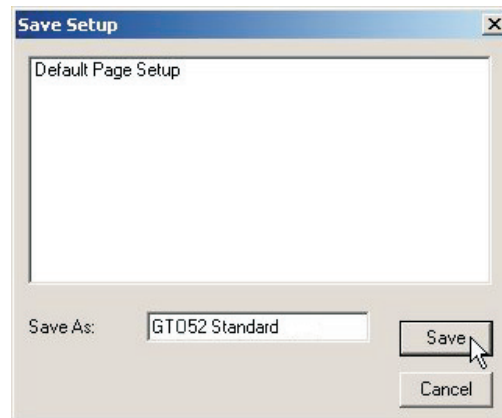 Save Setup
Default Page Setup
Save As:
GTO52 Standard
Save
Cancel